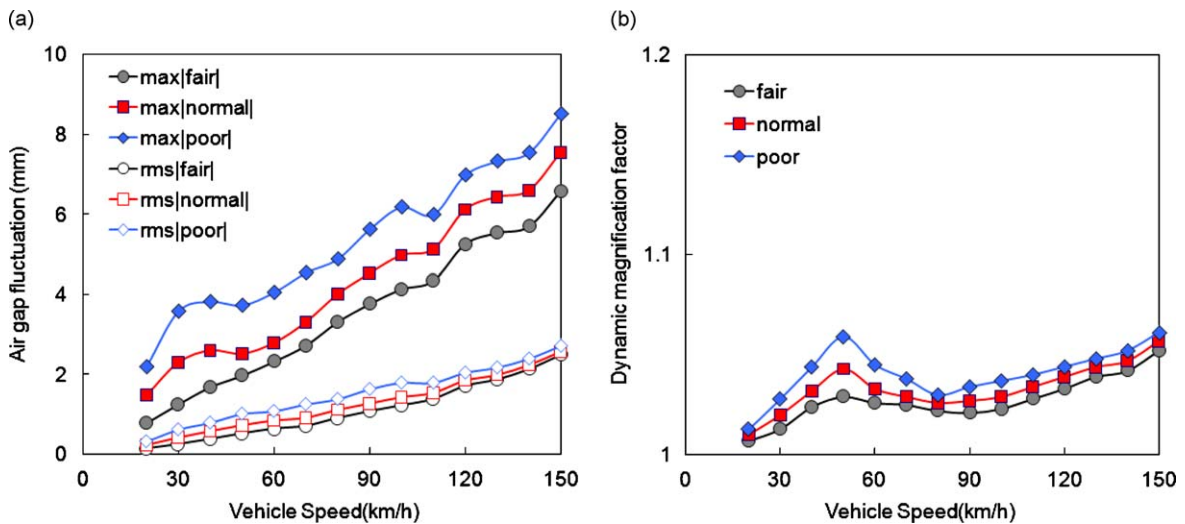 (a)
Air gap fluctuation (mm)
10
8
6
4
2
0
max|fair|
max|normal|
max|poor|
rms|fair|
rms|normal|
rms|poor|
0 30 60 90 120 150
Vehicle Speed(km/h)
(b)
Dynamic magnification factor
1.2
1.1
1
fair
normal
poor
0 30 60 90 120 150
Vehicle Speed(km/h)